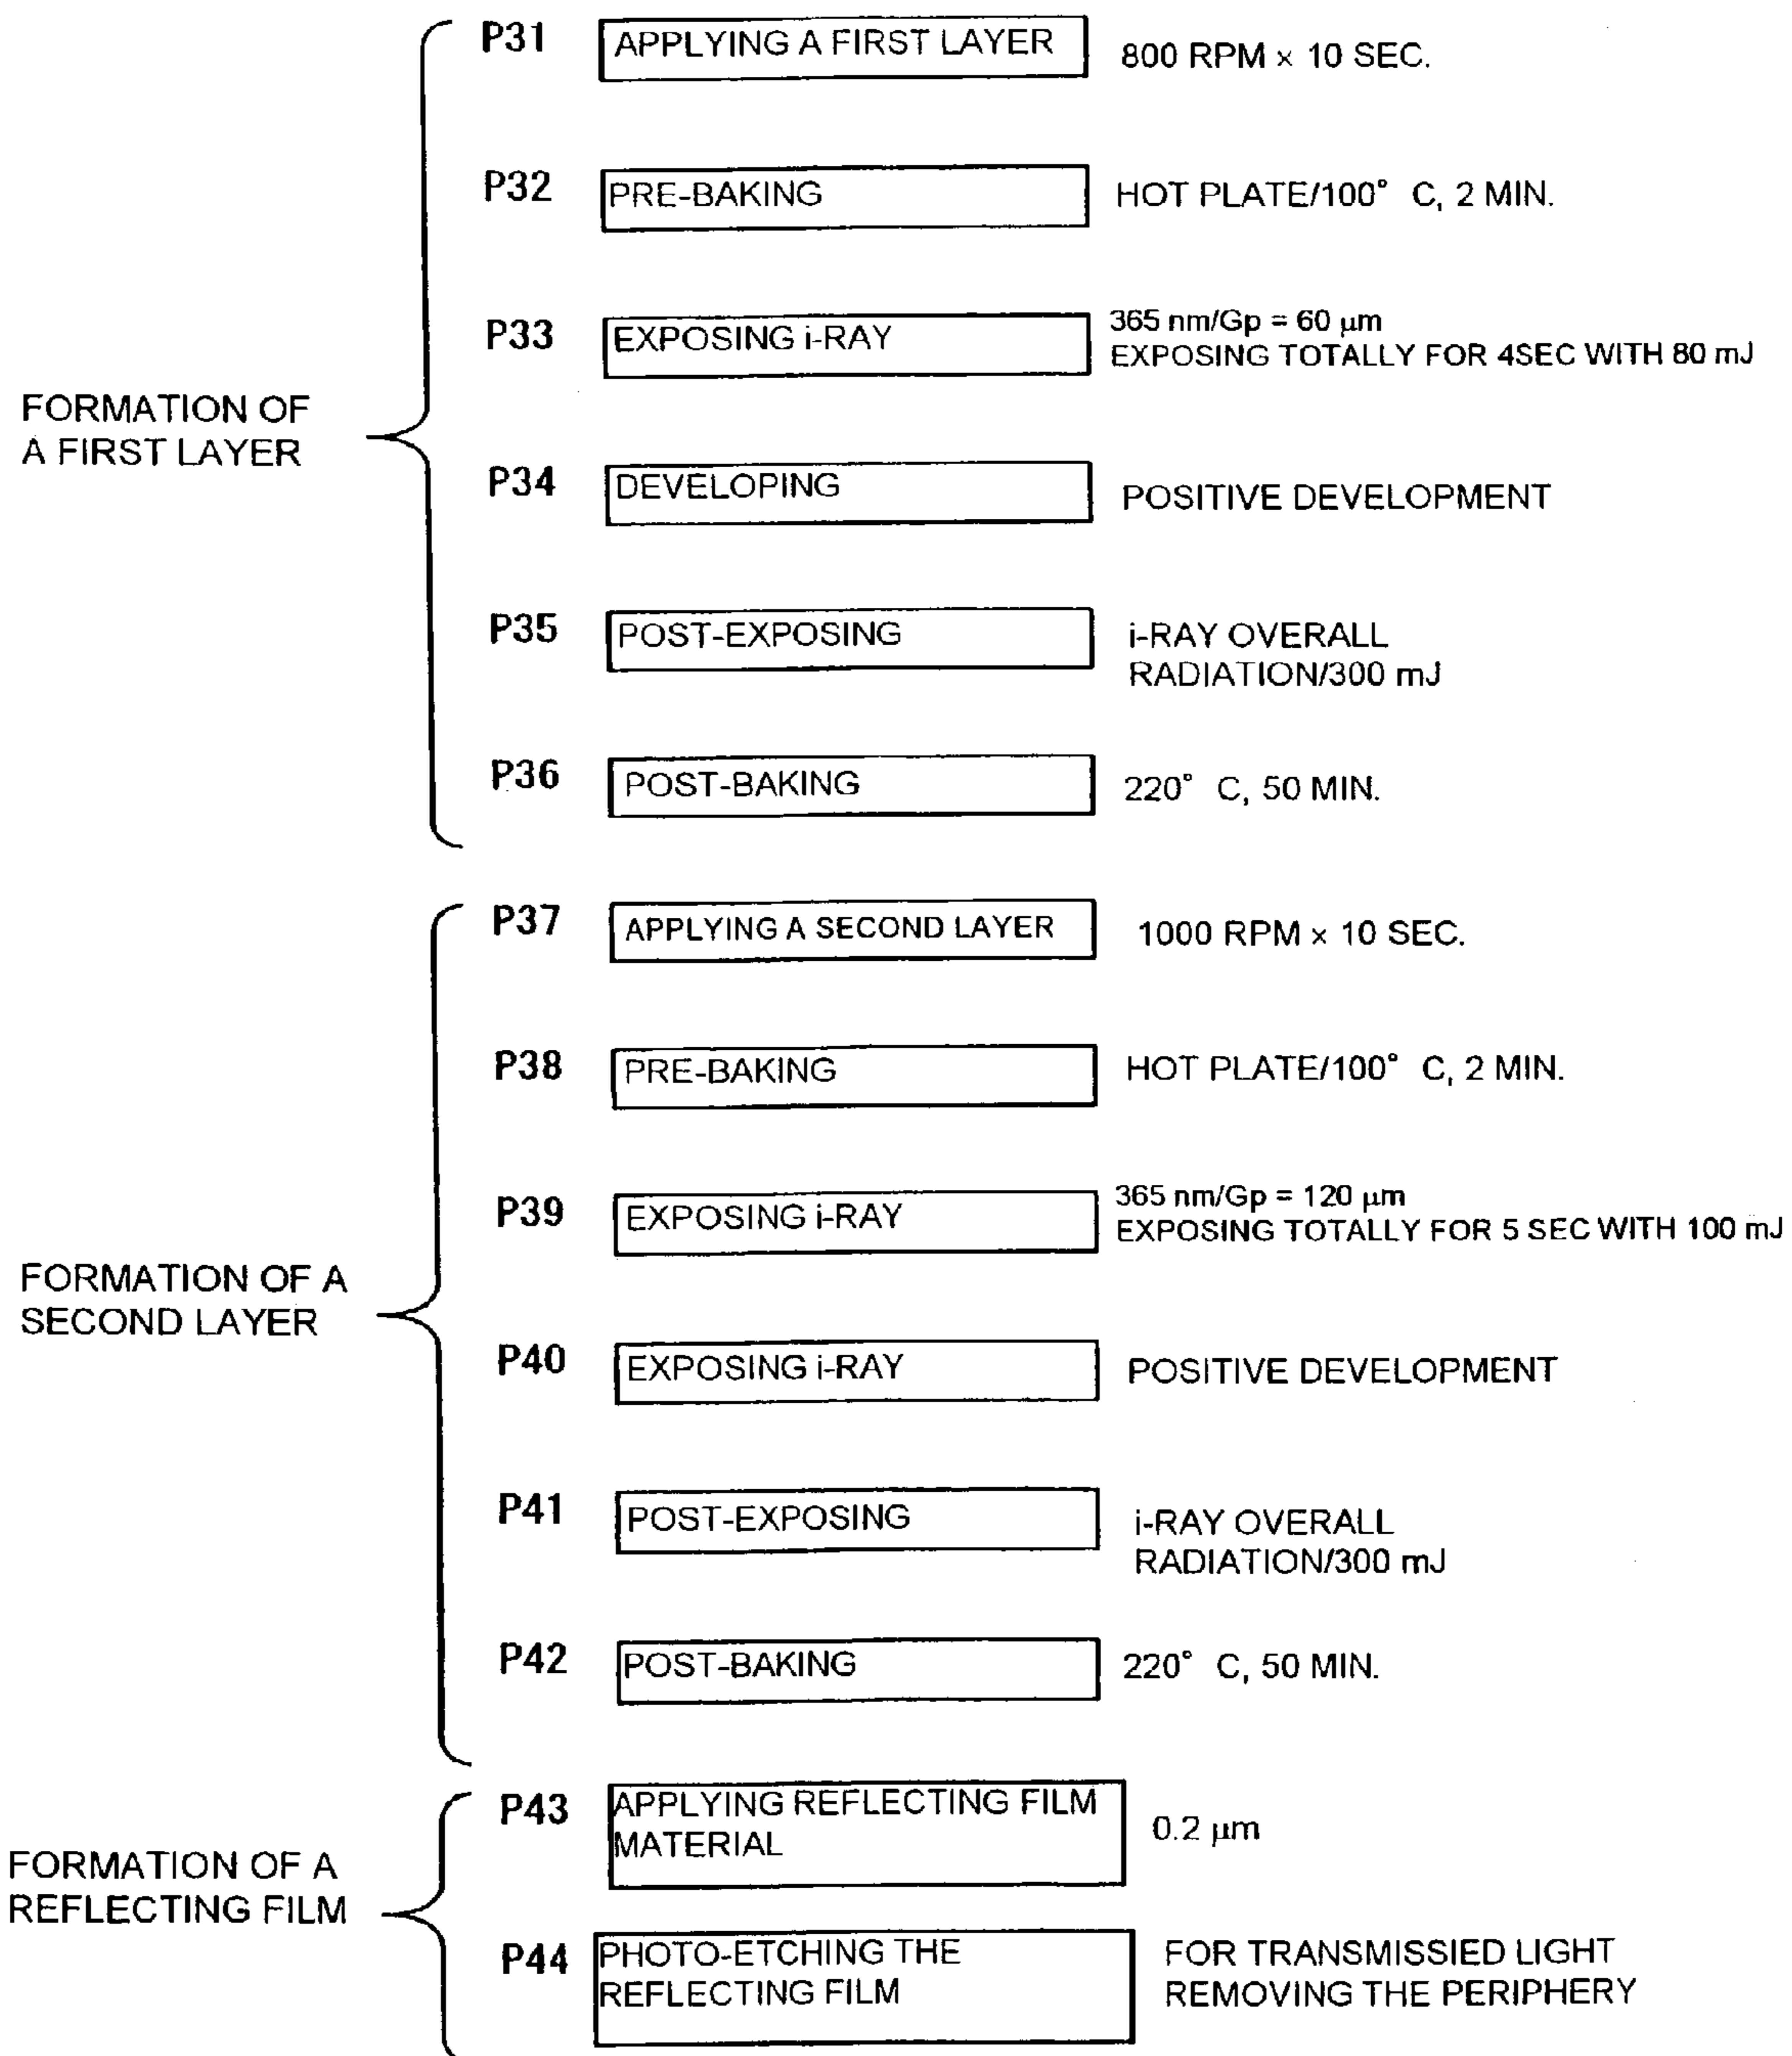 P31 APPLYING A FIRST LAYER 800 RPM × 10 SEC.
P32 PRE-BAKING HOT PLATE/100° C, 2 MIN.
P33 EXPOSING i-RAY 365 nm/Gp = 60 µm
EXPOSING TOTALLY FOR 4SEC WITH 80 mJ
FORMATION OF
A FIRST LAYER
P34 DEVELOPING POSITIVE DEVELOPMENT
P35 POST-EXPOSING i-RAY OVERALL
RADIATION/300 mJ
P36 POST-BAKING 220° C, 50 MIN.
P37 APPLYING A SECOND LAYER 1000 RPM × 10 SEC.
P38 PRE-BAKING HOT PLATE/100° C, 2 MIN.
P39 EXPOSING i-RAY 365 nm/Gp = 120 µm
EXPOSING TOTALLY FOR 5 SEC WITH 100 mJ
FORMATION OF A
SECOND LAYER
P40 EXPOSING i-RAY POSITIVE DEVELOPMENT
P41 POST-EXPOSING i-RAY OVERALL
RADIATION/300 mJ
P42 POST-BAKING 220° C, 50 MIN.
P43 APPLYING REFLECTING FILM
MATERIAL 0.2 µm
FORMATION OF A
REFLECTING FILM
P44 PHOTO-ETCHING THE
REFLECTING FILM
FOR TRANSMISSIED LIGHT
REMOVING THE PERIPHERY